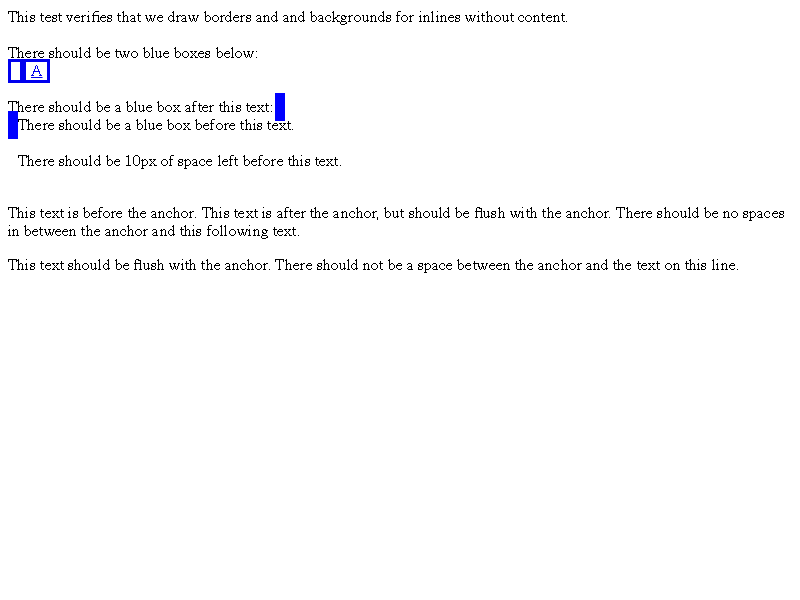 This test verifies that we draw borders and and backgrounds for inlines without content.
There should be two blue boxes below:
A
There should be a blue box after this text:
There should be a blue box before this text.
There should be 10px of space left before this text.
This text is before the anchor. This text is after the anchor, but should be flush with the anchor. There should be no spaces
in between the anchor and this following text.
This text should be flush with the anchor. There should not be a space between the anchor and the text on this line.